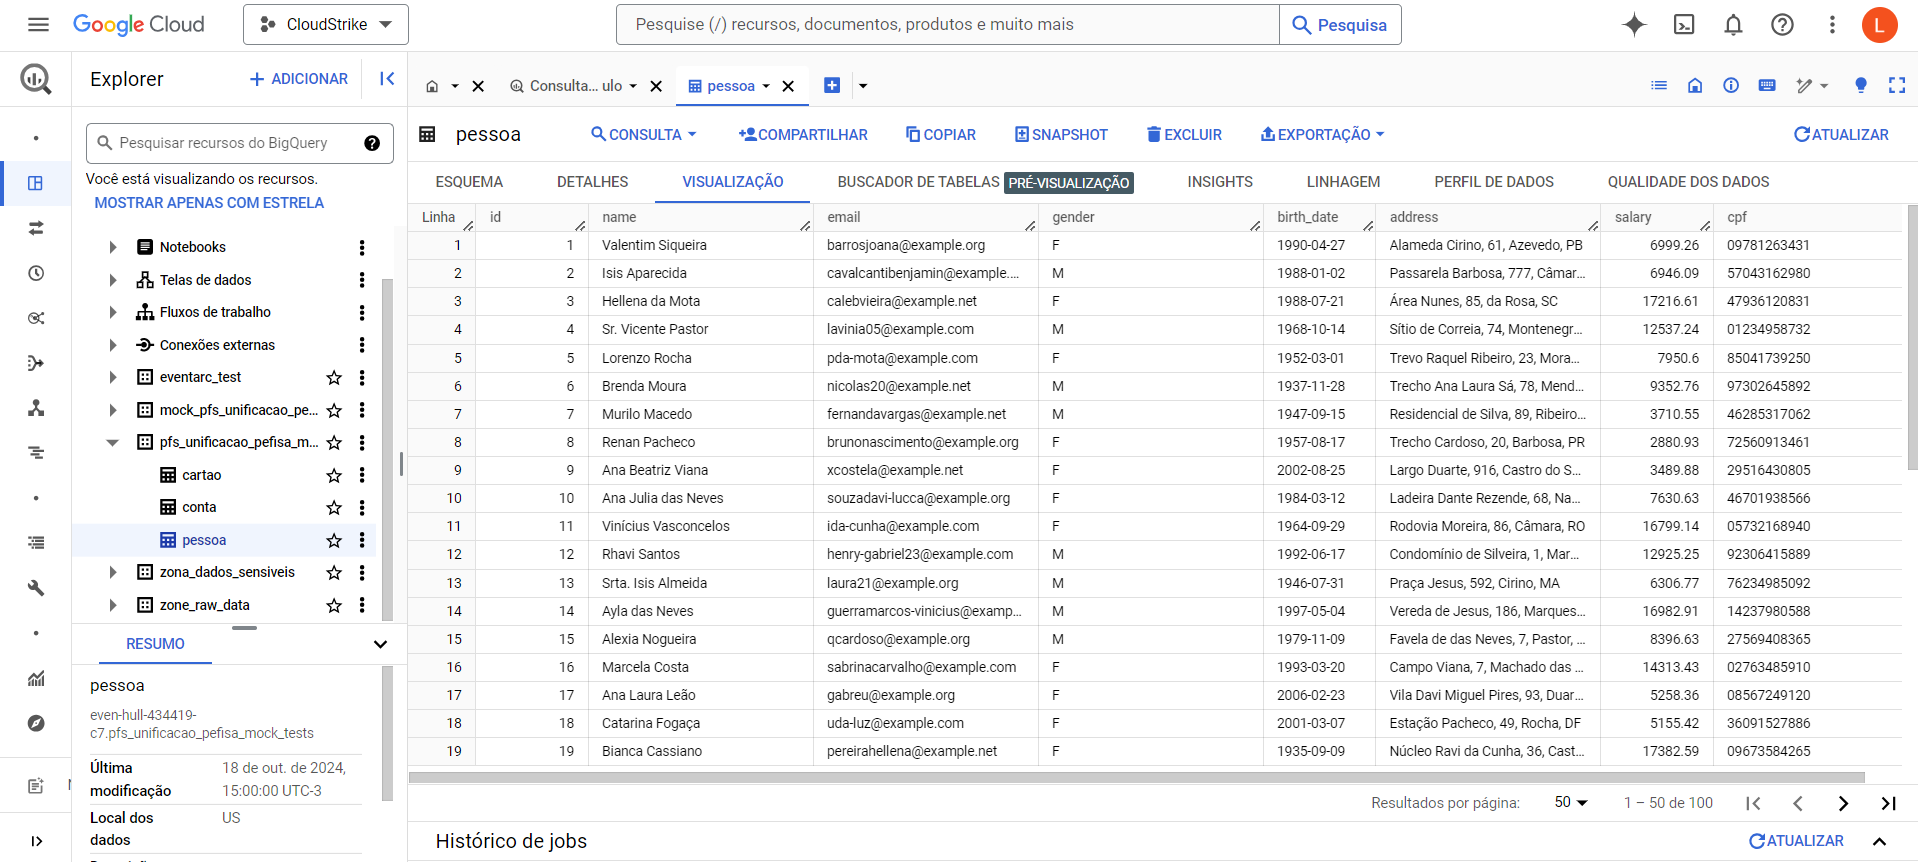 Google Cloud
CloudStrike
Pesquise (/) recursos, documentos, produtos e muito mais
Pesquisa
L
Explorer
ADICIONAR
Pesquisar recursos do BigQuery
Você está visualizando os recursos.
MOSTRAR APENAS COM ESTRELA
Notebooks
Telas de dados
Fluxos de trabalho
Conexões externas
eventarc_test
mock_pfs_unificacao_pe...
pfs_unificacao_pefisa_m...
cartao
conta
pessoa
zona_dados_sensiveis
zone_raw_data
RESUMO
pessoa
even-hull-434419-
c7.pfs_unificacao_pefisa_mock_tests
Última modificação 18 de out. de 2024, 15:00:00 UTC-3
Local dos dados US
Consulta... ulo
pessoa
pessoa
CONSULTA
COMPARTILHAR
COPIAR
SNAPSHOT
EXCLUIR
EXPORTAÇÃO
ATUALIZAR
ESQUEMA DETALHES VISUALIZAÇÃO BUSCADOR DE TABELAS PRÉ-VISUALIZAÇÃO INSIGHTS LINHAGEM PERFIL DE DADOS QUALIDADE DOS DADOS
Linha id name email gender birth_date address salary cpf
1 1 Valentim Siqueira barrosjoana@example.org F 1990-04-27 Alameda Cirino, 61, Azevedo, PB 6999.26 09781263431
2 2 Isis Aparecida cavalcantibenjamin@example.... M 1988-01-02 Passarela Barbosa, 777, Câmar... 6946.09 57043162980
3 3 Hellena da Mota calebvieira@example.net F 1988-07-21 Área Nunes, 85, da Rosa, SC 17216.61 47936120831
4 4 Sr. Vicente Pastor lavinia05@example.com M 1968-10-14 Sítio de Correia, 74, Montenegr... 12537.24 01234958732
5 5 Lorenzo Rocha pda-mota@example.com F 1952-03-01 Trevo Raquel Ribeiro, 23, Mora... 7950.6 85041739250
6 6 Brenda Moura nicolas20@example.net M 1937-11-28 Trecho Ana Laura Sá, 78, Mend... 9352.76 97302645892
7 7 Murilo Macedo fernandavargas@example.net M 1947-09-15 Residencial de Silva, 89, Ribeiro... 3710.55 46285317062
8 8 Renan Pacheco brunonascimento@example.org F 1957-08-17 Trecho Cardoso, 20, Barbosa, PR 2880.93 72560913461
9 9 Ana Beatriz Viana xcostela@example.net F 2002-08-25 Largo Duarte, 916, Castro do S... 3489.88 29516430805
10 10 Ana Julia das Neves souzadavi-lucca@example.org F 1984-03-12 Ladeira Dante Rezende, 68, Na... 7630.63 46701938566
11 11 Vinícius Vasconcelos ida-cunha@example.com F 1964-09-29 Rodovia Moreira, 86, Câmara, RO 16799.14 05732168940
12 12 Rhavi Santos henry-gabriel23@example.com M 1992-06-17 Condomínio de Silveira, 1, Mar... 12925.25 92306415889
13 13 Srta. Isis Almeida laura21@example.org M 1946-07-31 Praça Jesus, 592, Cirino, MA 6306.77 76234985092
14 14 Ayla das Neves guerramarcos-vinicius@examp... M 1997-05-04 Vereda de Jesus, 186, Marques... 16982.91 14237980588
15 15 Alexia Nogueira qcardoso@example.org M 1979-11-09 Favela de das Neves, 7, Pastor, ... 8396.63 27569408365
16 16 Marcela Costa sabrinacarvalho@example.com F 1993-03-20 Campo Viana, 7, Machado das ... 14313.43 02763485910
17 17 Ana Laura Leão gabreu@example.org F 2006-02-23 Vila Davi Miguel Pires, 93, Duar... 5258.36 08567249120
18 18 Catarina Fogaça uda-luz@example.com F 2001-03-07 Estação Pacheco, 49, Rocha, DF 5155.42 36091527886
19 19 Bianca Cassiano pereirahellena@example.net F 1935-09-09 Núcleo Ravi da Cunha, 36, Cast... 17382.59 09673584265
Resultados por página: 50 1 – 50 de 100
Histórico de jobs
ATUALIZAR